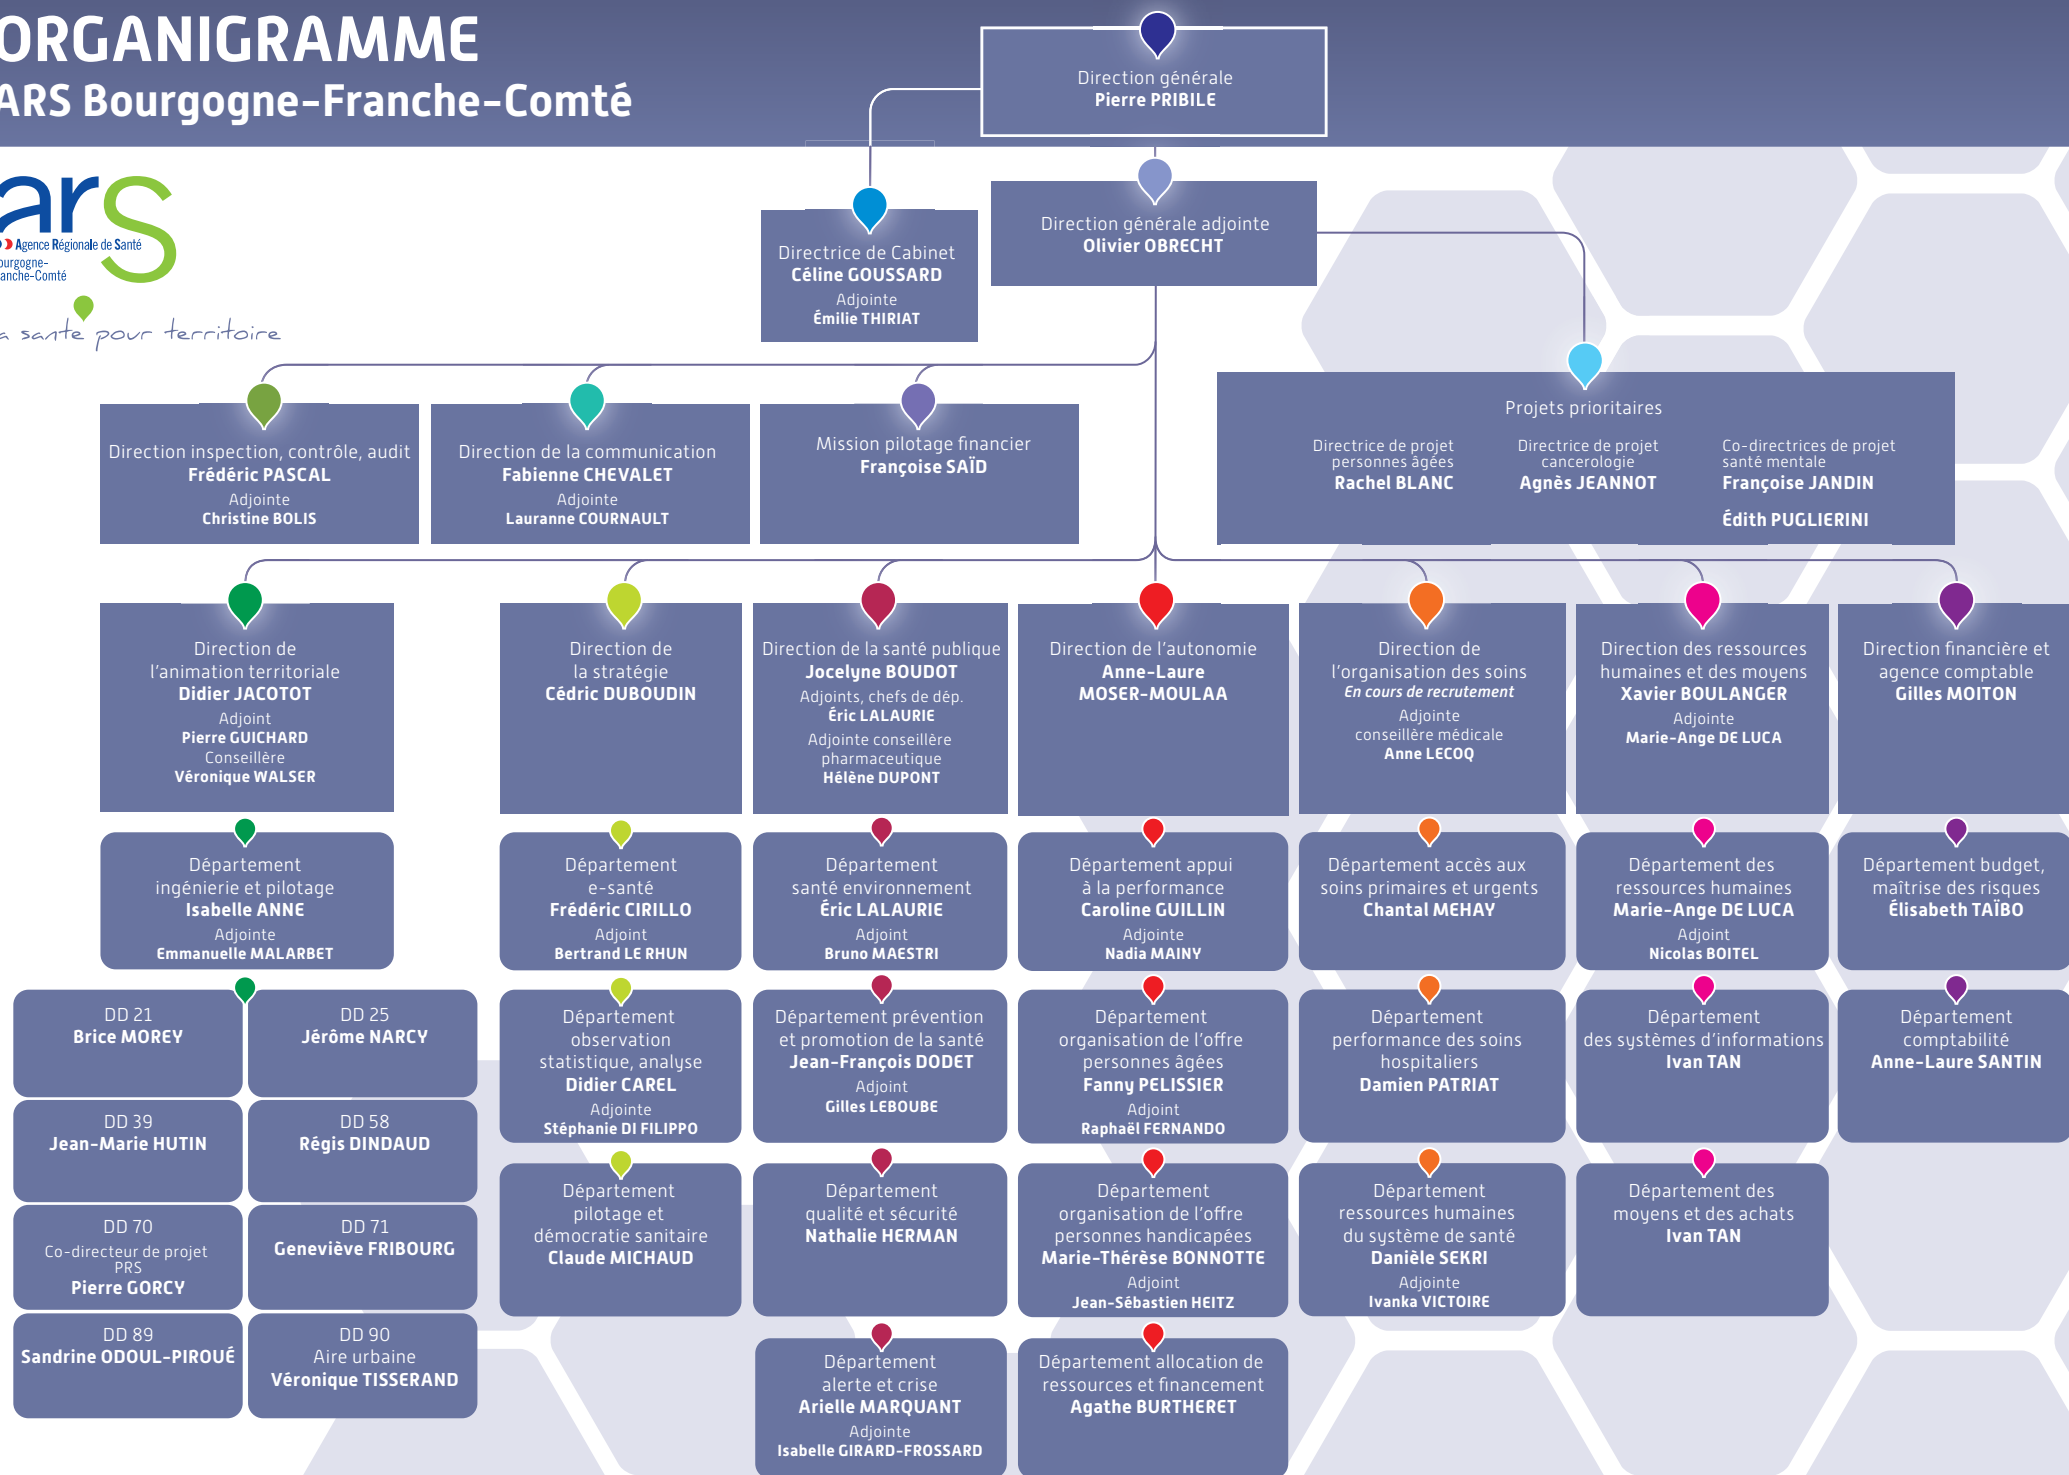 ORGANIGRAMME
ARS Bourgogne-Franche-Comté
ars
Agence Régionale de Santé
ourgogne-
anche-Comté
a santé pour territoire
Direction générale
Pierre PRIBILE
Directrice de Cabinet
Céline GOUSSARD
Adjointe
Émilie THIRIAT
Direction générale adjointe
Olivier OBRECHT
Direction inspection, contrôle, audit
Frédéric PASCAL
Adjointe
Christine BOLIS
Direction de la communication
Fabienne CHEVALET
Adjointe
Lauranne COURNAULT
Mission pilotage financier
Françoise SAÏD
Projets prioritaires
Directrice de projet
personnes âgées
Rachel BLANC
Directrice de projet
cancerologie
Agnès JEANNOT
Co-directrices de projet
santé mentale
Françoise JANDIN
Édith PUGLIERINI
Direction de
l'animation territoriale
Didier JACOTOT
Adjoint
Pierre GUICHARD
Conseillère
Véronique WALSER
Direction de
la stratégie
Cédric DUBOUDIN
Direction de la santé publique
Jocelyne BOUDOT
Adjoints, chefs de dép.
Éric LALAURIE
Adjointe conseillère
pharmaceutique
Hélène DUPONT
Direction de l'autonomie
Anne-Laure
MOSER-MOULAA
Direction de
l'organisation des soins
En cours de recrutement
Adjointe
conseillère médicale
Anne LECOQ
Direction des ressources
humaines et des moyens
Xavier BOULANGER
Adjointe
Marie-Ange DE LUCA
Direction financière et
agence comptable
Gilles MOITON
Département
ingénierie et pilotage
Isabelle ANNE
Adjointe
Emmanuelle MALARBET
Département
e-santé
Frédéric CIRILLO
Adjoint
Bertrand LE RHUN
Département
santé environnement
Éric LALAURIE
Adjoint
Bruno MAESTRI
Département appui
à la performance
Caroline GUILLIN
Adjointe
Nadia MAINY
Département accès aux
soins primaires et urgents
Chantal MEHAY
Département des
ressources humaines
Marie-Ange DE LUCA
Adjoint
Nicolas BOITEL
Département budget,
maîtrise des risques
Élisabeth TAÏBO
DD 21
Brice MOREY
DD 25
Jérôme NARCY
Département
observation
statistique, analyse
Didier CAREL
Adjointe
Stéphanie DI FILIPPO
Département prévention
et promotion de la santé
Jean-François DODET
Adjoint
Gilles LEBOUBE
Département
organisation de l'offre
personnes âgées
Fanny PELISSIER
Adjoint
Raphaël FERNANDO
Département
performance des soins
hospitaliers
Damien PATRIAT
Département
des systèmes d'informations
Ivan TAN
Département
comptabilité
Anne-Laure SANTIN
DD 39
Jean-Marie HUTIN
DD 58
Régis DINDAUD
DD 70
Co-directeur de projet
PRS
Pierre GORCY
DD 71
Geneviève FRIBOURG
Département
pilotage et
démocratie sanitaire
Claude MICHAUD
Département
qualité et sécurité
Nathalie HERMAN
Département
organisation de l'offre
personnes handicapées
Marie-Thérèse BONNOTTE
Adjoint
Jean-Sébastien HEITZ
Département
ressources humaines
du système de santé
Danièle SEKRI
Adjointe
Ivanka VICTOIRE
Département des
moyens et des achats
Ivan TAN
DD 89
Sandrine ODOUL-PIROUÉ
DD 90
Aire urbaine
Véronique TISSERAND
Département
alerte et crise
Arielle MARQUANT
Adjointe
Isabelle GIRARD-FROSSARD
Département allocation de
ressources et financement
Agathe BURTHERET